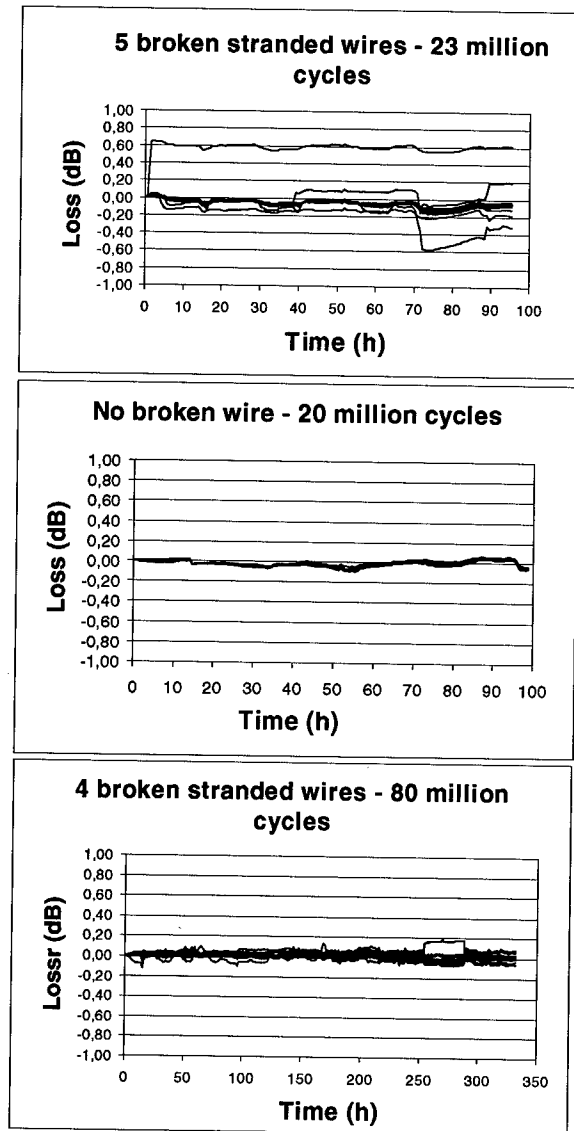 5 broken stranded wires - 23 million
cycles
Loss (dB)
1,00
0,80
0,60
0,40
0,20
0,00
-0,20
-0,40
-0,60
-0,80
-1,00
0 10 20 30 40 50 60 70 80 90 100
Time (h)
No broken wire - 20 million cycles
Loss (dB)
1,00
0,80
0,60
0,40
0,20
0,00
-0,20
-0,40
-0,60
-0,80
-1,00
0 10 20 30 40 50 60 70 80 90 100
Time (h)
4 broken stranded wires - 80 million
cycles
Lossr (dB)
1,00
0,80
0,60
0,40
0,20
0,00
-0,20
-0,40
-0,60
-0,80
-1,00
0 50 100 150 200 250 300 350
Time (h)